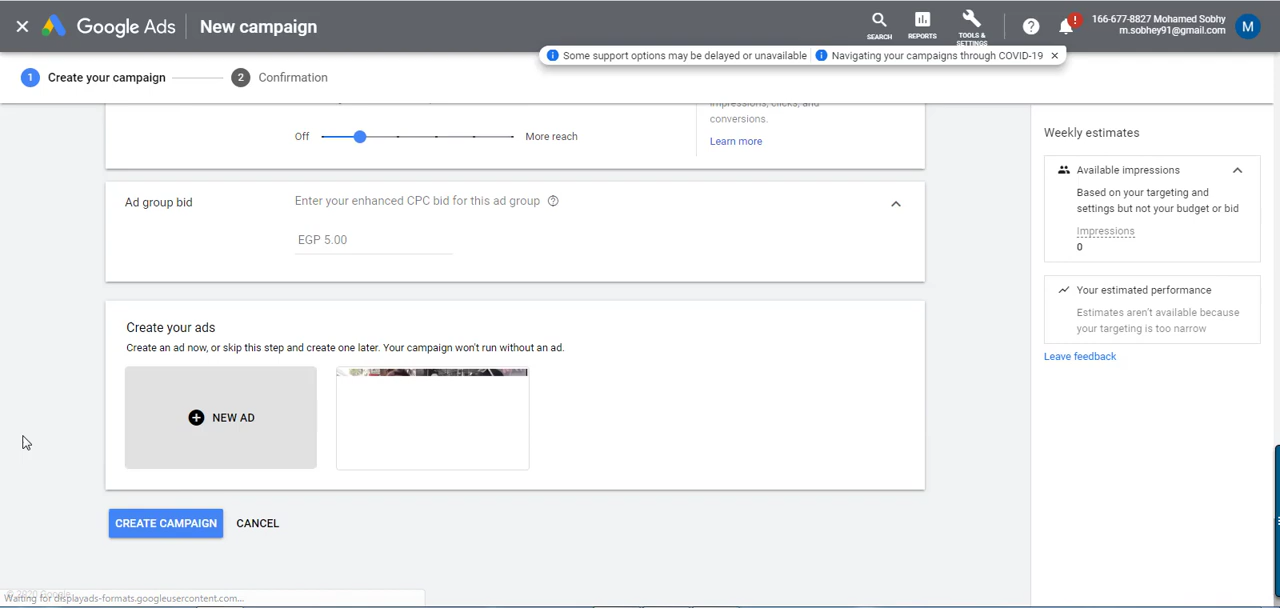 Google Ads
New campaign
SEARCH
REPORTS
TOOLS &
SETTINGS
166-677-8827 Mohamed Sobhy
m.sobhey91@gmail.com
M
Some support options may be delayed or unavailable
Navigating your campaigns through COVID-19
1 Create your campaign
2 Confirmation
impressions, clicks, and
conversions.
Off
More reach
Learn more
Ad group bid
Enter your enhanced CPC bid for this ad group
EGP 5.00
Create your ads
Create an ad now, or skip this step and create one later. Your campaign won't run without an ad.
NEW AD
CREATE CAMPAIGN
CANCEL
Weekly estimates
Available impressions
Based on your targeting and
settings but not your budget or bid
Impressions
0
Your estimated performance
Estimates aren't available because
your targeting is too narrow
Leave feedback
Waiting for displayads-formats.googleusercontent.com...